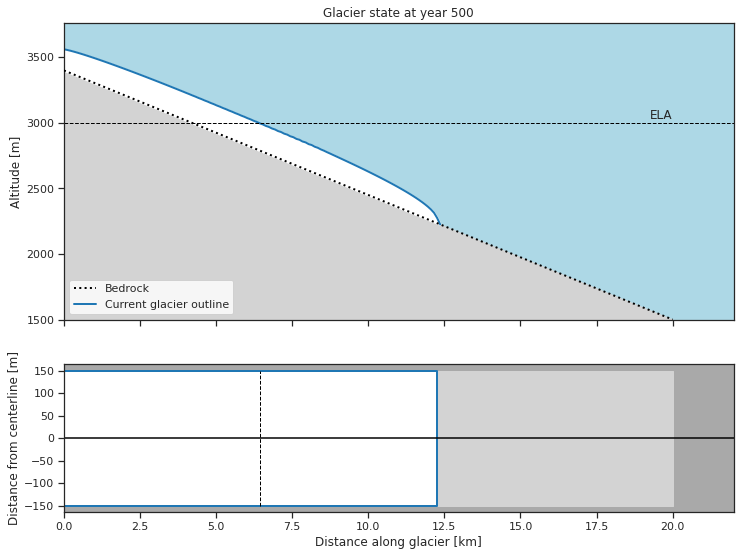 Glacier state at year 500
3500
3000
2500
2000
1500
Altitude [m]
ELA
Bedrock
Current glacier outline
150
100
50
0
−50
−100
−150
Distance from centerline [m]
0.0 2.5 5.0 7.5 10.0 12.5 15.0 17.5 20.0
Distance along glacier [km]